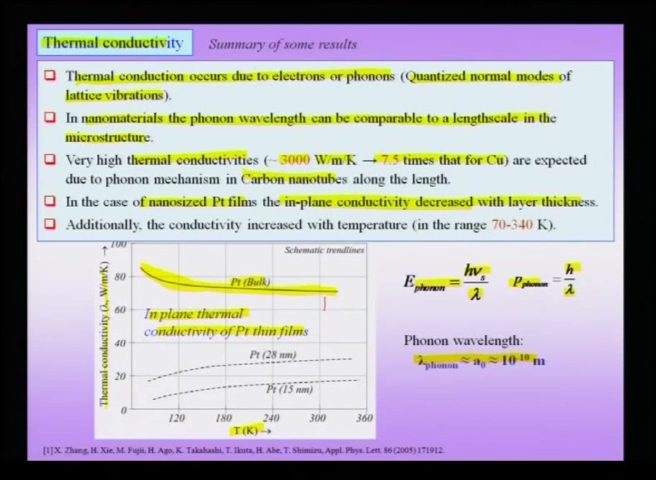 Thermal conductivity Summary of some results
Thermal conduction occurs due to electrons or phonons (Quantized normal modes of
lattice vibrations).
In nanomaterials the phonon wavelength can be comparable to a lengthscale in the
microstructure.
Very high thermal conductivities (~ 3000 W/m/K → 7.5 times that for Cu) are expected
due to phonon mechanism in Carbon nanotubes along the length.
In the case of nanosized Pt films the in-plane conductivity decreased with layer thickness.
Additionally, the conductivity increased with temperature (in the range 70-340 K).
100
80
60
40
20
0
Thermal conductivity (λ, W/m/K) →
Schematic trendlines
Pt (Bulk)
In plane thermal
conductivity of Pt thin films
Pt (28 nm)
Pt (15 nm)
120 180 240 300 360
T (K) →
E phonon = hνs / λ
p phonon = h / λ
Phonon wavelength:
λphonon ≈ a0 ≈ 10^-10 m
[1] X. Zhang, H. Xie, M. Fujii, H. Ago, K. Takahashi, T. Ikuta, H. Abe, T. Shimizu, Appl. Phys. Lett. 86 (2005) 171912.